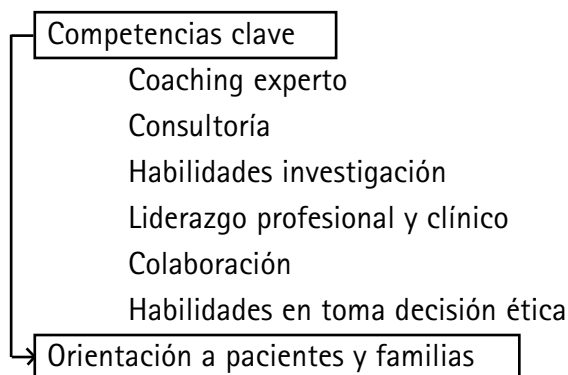 Competencias clave
Coaching experto
Consultoría
Habilidades investigación
Liderazgo profesional y clínico
Colaboración
Habilidades en toma decisión ética
Orientación a pacientes y familias